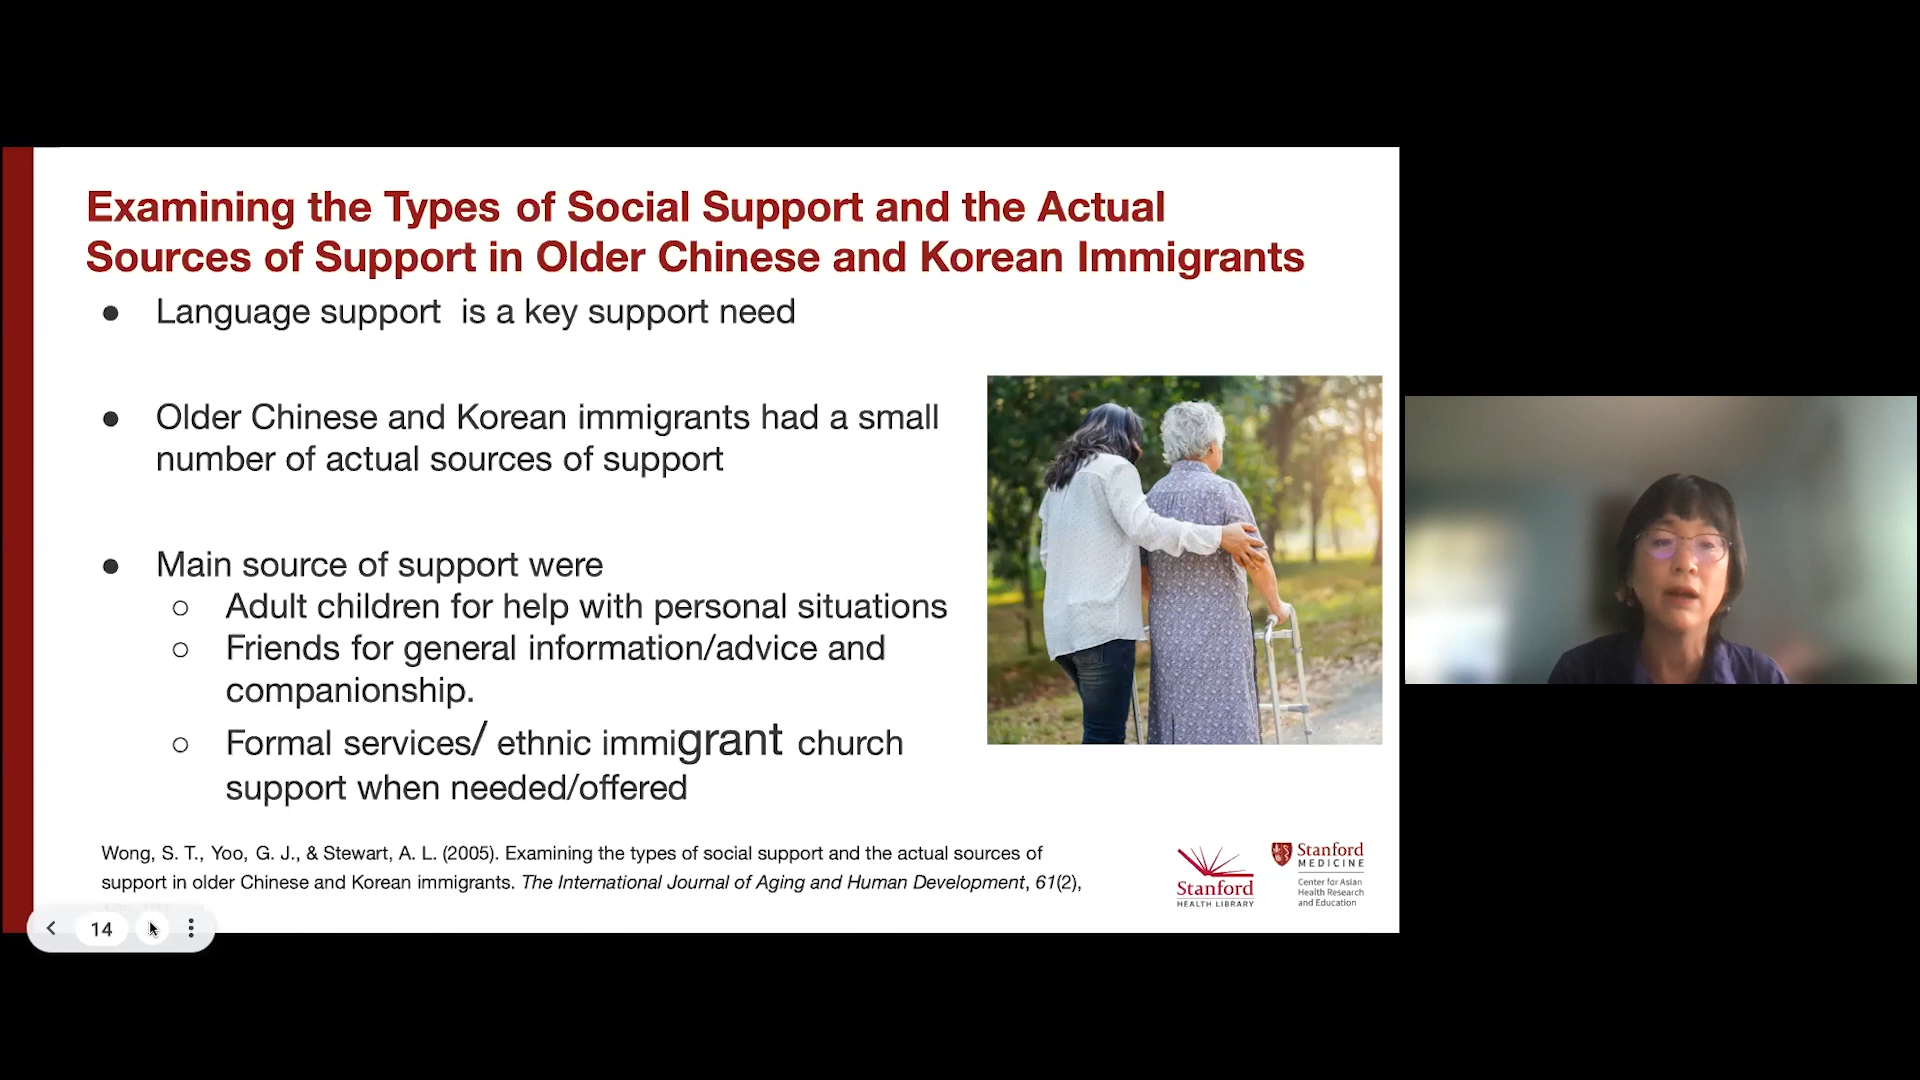 Examining the Types of Social Support and the Actual
Sources of Support in Older Chinese and Korean Immigrants
● Language support is a key support need
● Older Chinese and Korean immigrants had a small
number of actual sources of support
● Main source of support were
○ Adult children for help with personal situations
○ Friends for general information/advice and
companionship.
○ Formal services/ ethnic immigrant church
support when needed/offered
Wong, S. T., Yoo, G. J., & Stewart, A. L. (2005). Examining the types of social support and the actual sources of
support in older Chinese and Korean immigrants. The International Journal of Aging and Human Development, 61(2),
Stanford
HEALTH LIBRARY
Stanford
MEDICINE
Center for Asian
Health Research
and Education
14